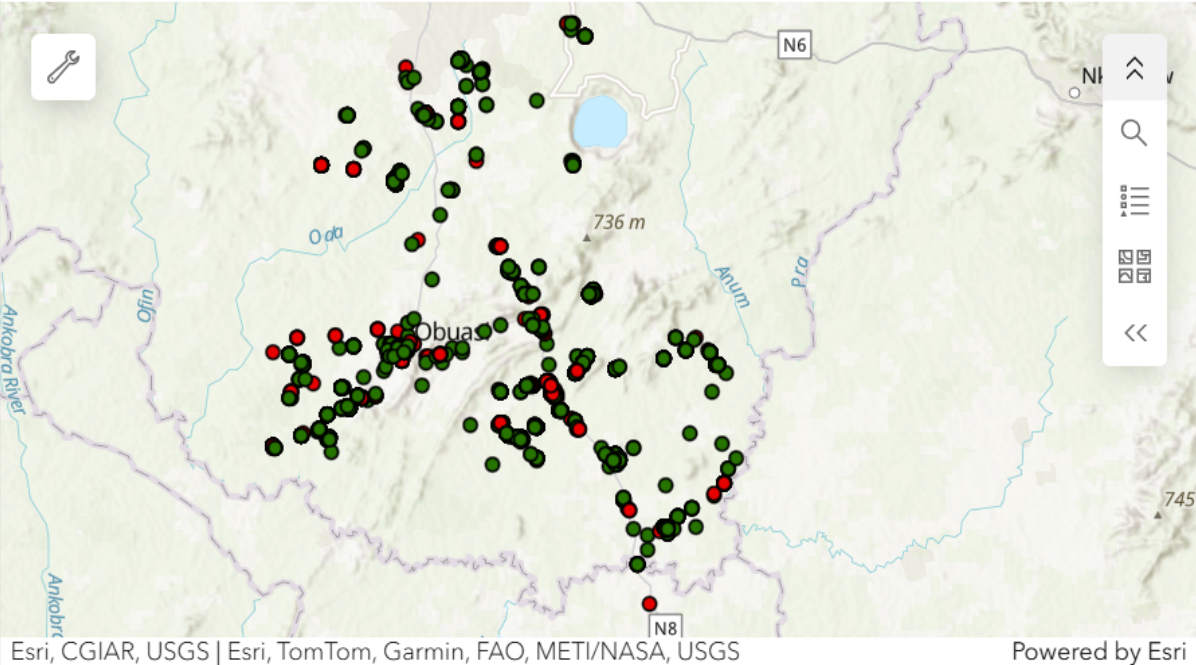 N6
736 m
Oda
Ofin
Anum
Pra
Ankobra River
Obuasi
745
Ankobra
N8
Esri, CGIAR, USGS | Esri, TomTom, Garmin, FAO, METI/NASA, USGS
Powered by Esri